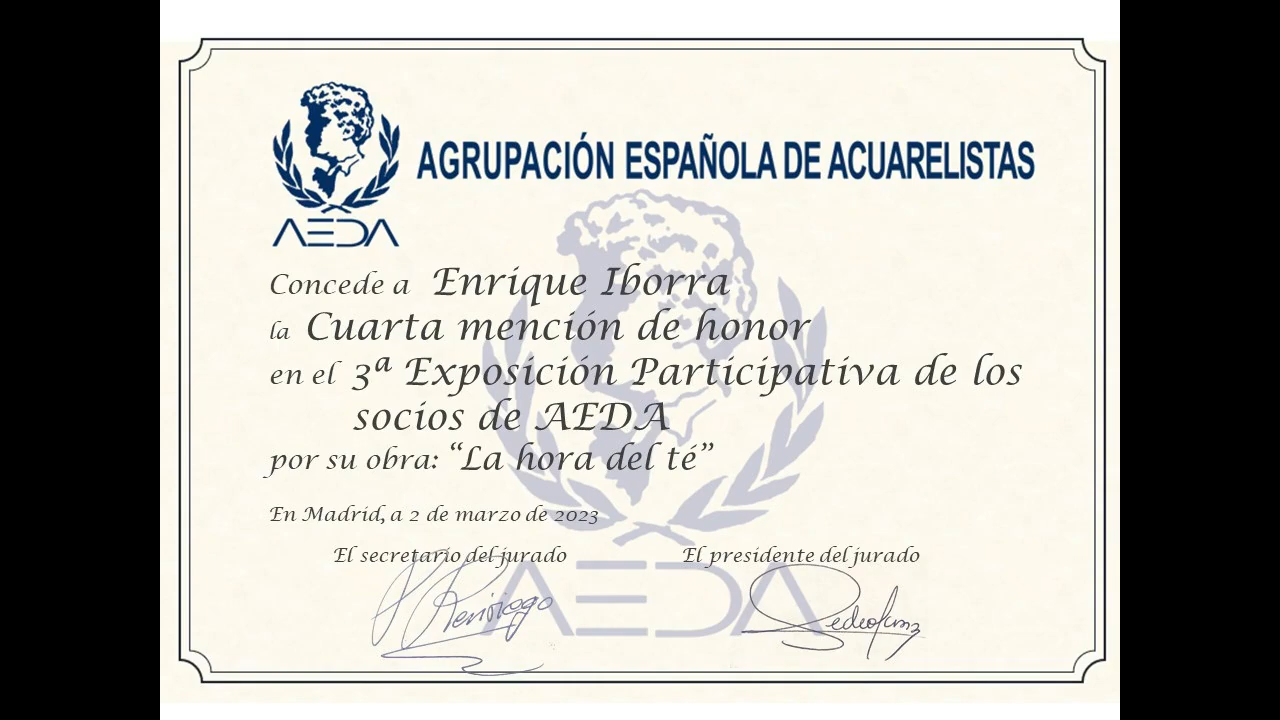 AGRUPACIÓN ESPAÑOLA DE ACUARELISTAS
AEDA
Concede a Enrique Iborra
la Cuarta mención de honor
en el 3ª Exposición Participativa de los
socios de AEDA
por su obra: “La hora del té”
En Madrid, a 2 de marzo de 2023
El secretario del jurado El presidente del jurado
AEDA